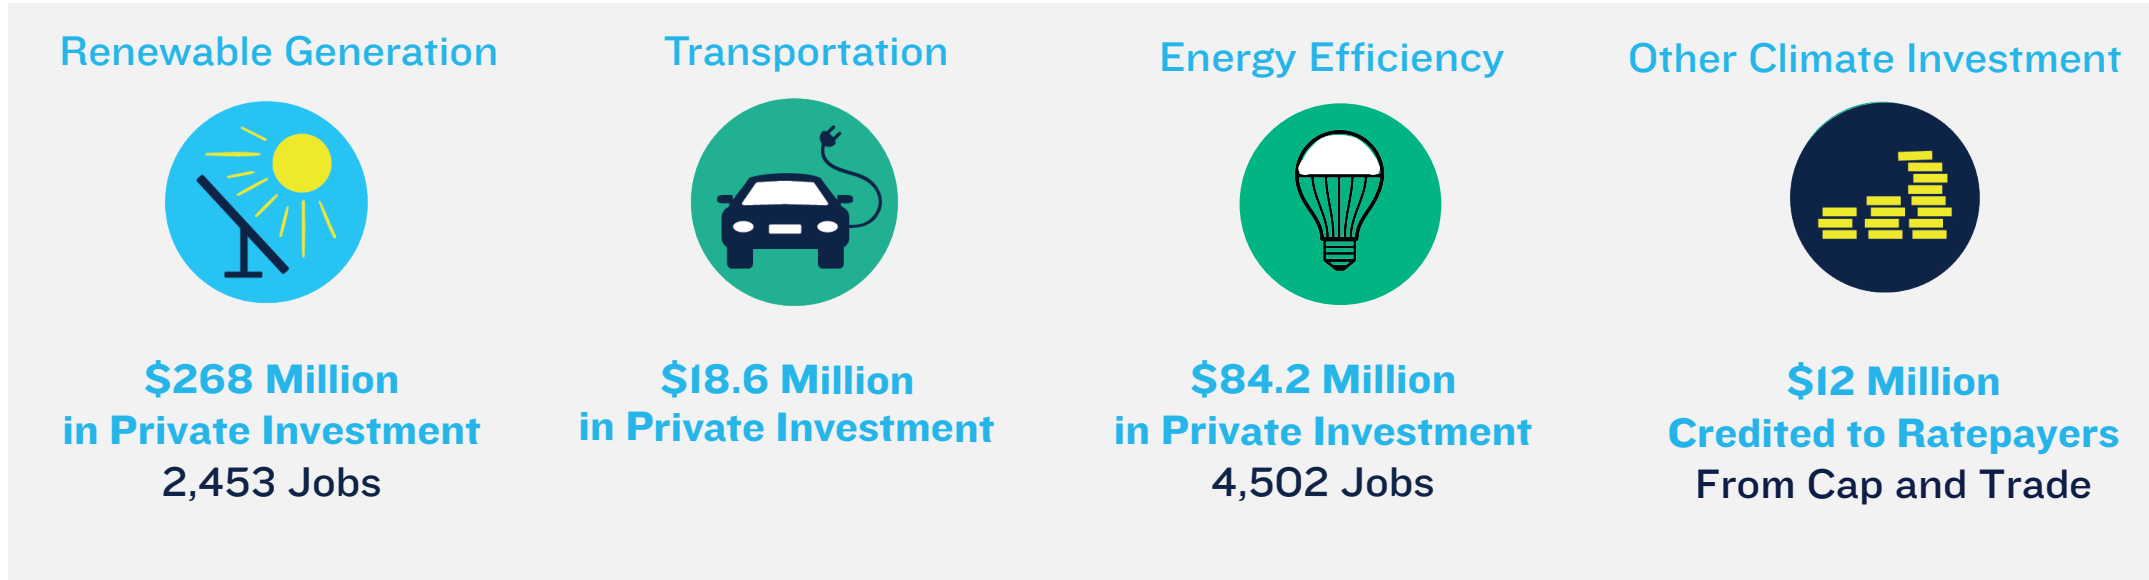 Renewable Generation
$268 Million
in Private Investment
2,453 Jobs
Transportation
$18.6 Million
in Private Investment
Energy Efficiency
$84.2 Million
in Private Investment
4,502 Jobs
Other Climate Investment
$12 Million
Credited to Ratepayers
From Cap and Trade